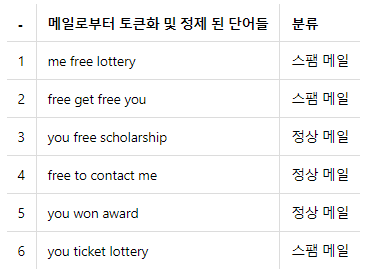 - 메일로부터 토큰화 및 정제 된 단어들 분류
1 me free lottery 스팸 메일
2 free get free you 스팸 메일
3 you free scholarship 정상 메일
4 free to contact me 정상 메일
5 you won award 정상 메일
6 you ticket lottery 스팸 메일